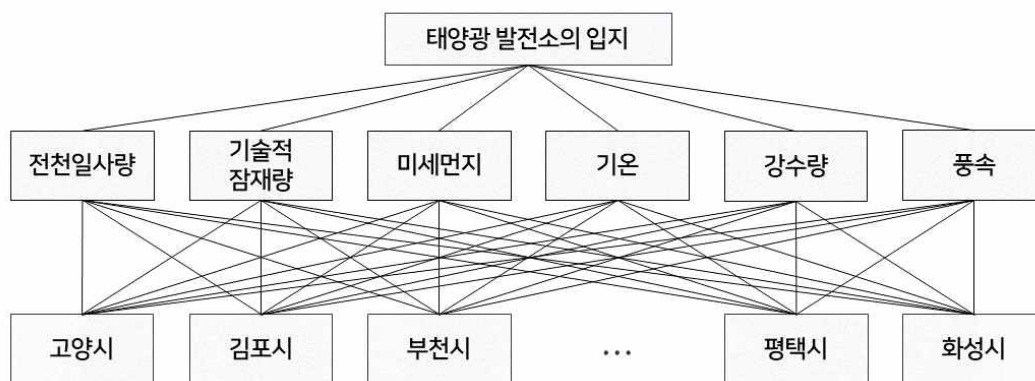 태양광 발전소의 입지
전천일사량
기술적
잠재량
미세먼지
기온
강수량
풍속
고양시
김포시
부천시
...
평택시
화성시